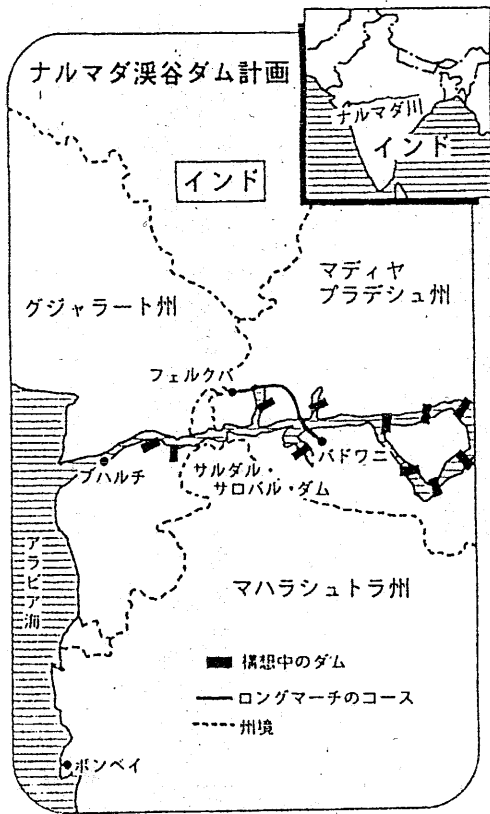 ナルマダ渓谷ダム計画
ナルマダ川
インド
インド
マディヤ
プラデシュ州
グジャラート州
フェルクバ
ブハルチ
サルダル・
サロバル・ダム
バドワニ
アラビア海
マハラシュトラ州
構想中のダム
ロングマーチのコース
州境
ボンベイ